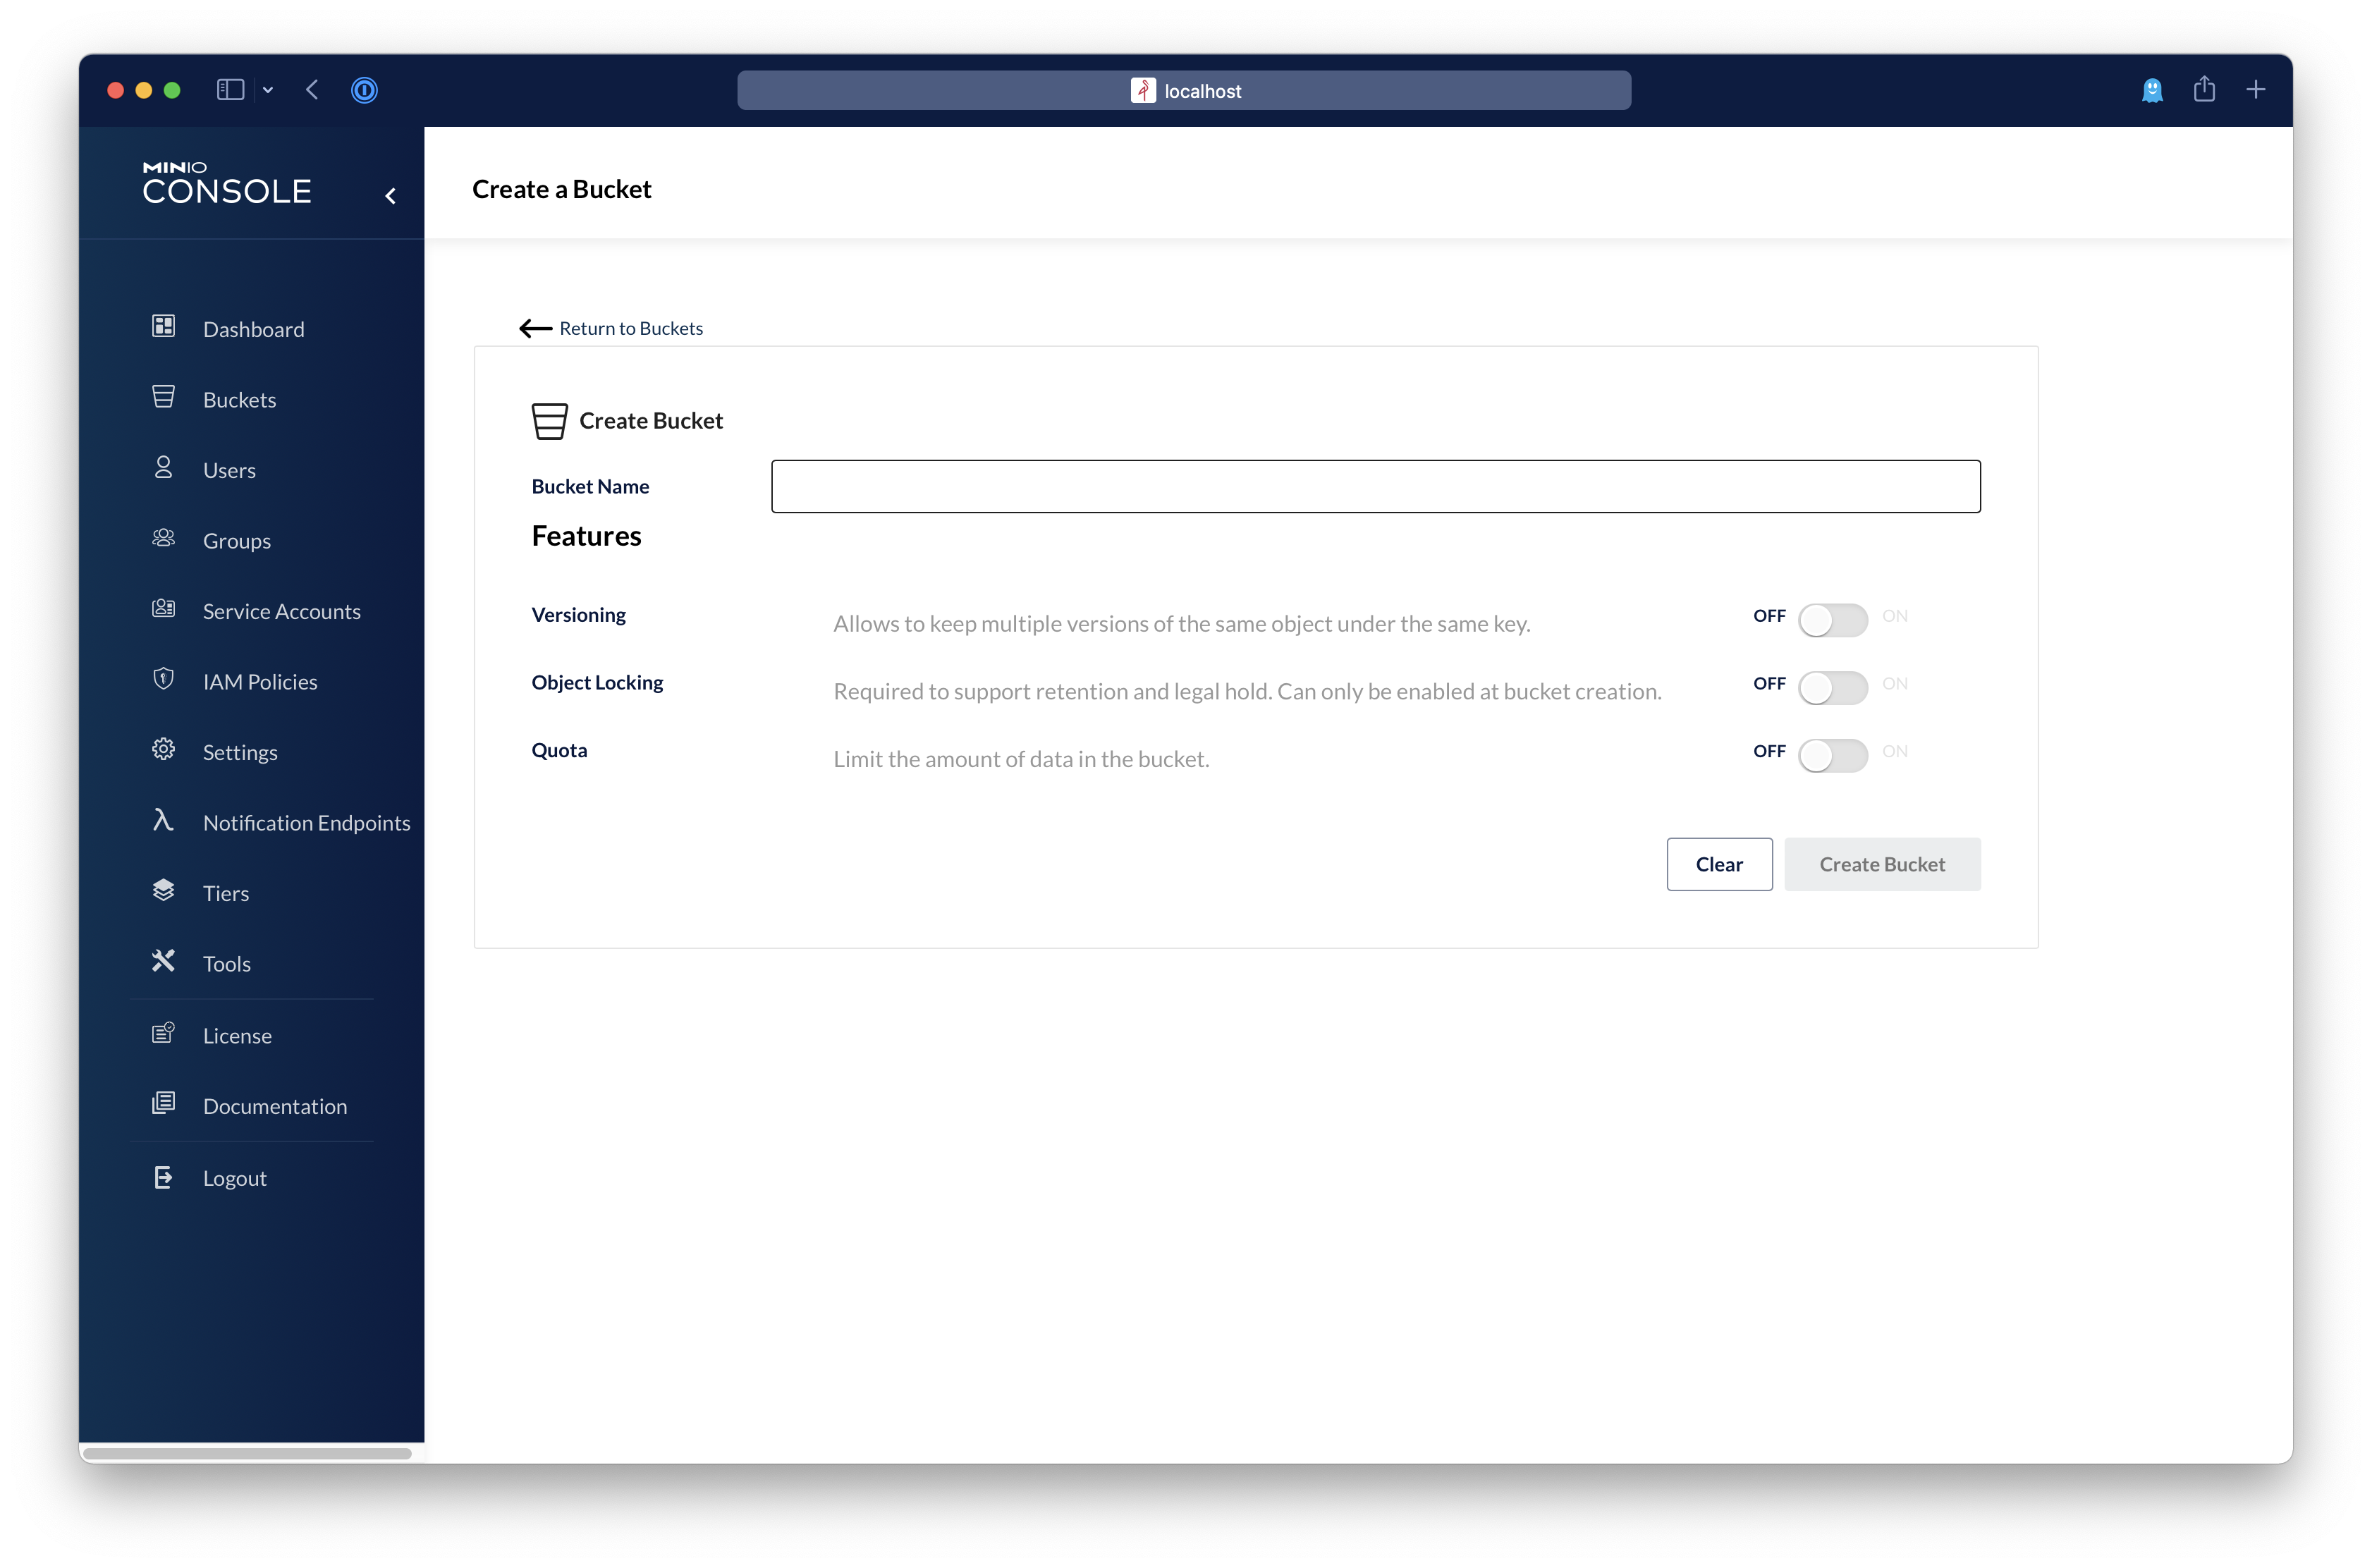 localhost
MINIO
CONSOLE
Create a Bucket
Dashboard
Buckets
Users
Groups
Service Accounts
IAM Policies
Settings
Notification Endpoints
Tiers
Tools
License
Documentation
Logout
Return to Buckets
Create Bucket
Bucket Name
Features
Versioning Allows to keep multiple versions of the same object under the same key. OFF ON
Object Locking Required to support retention and legal hold. Can only be enabled at bucket creation. OFF ON
Quota Limit the amount of data in the bucket. OFF ON
Clear Create Bucket